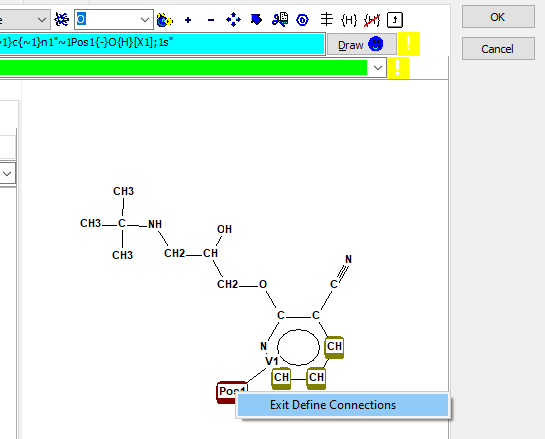 e
O
{H}
OK
~1}c{~1}n1"~1Pos1{-}O{H}[X1];1s"
Draw
!
Cancel
!
CH3
CH3
C
NH
OH
CH3
CH2
CH
N
CH2
O
C
C
C
N
CH
V1
CH
CH
Pos1
Exit Define Connections